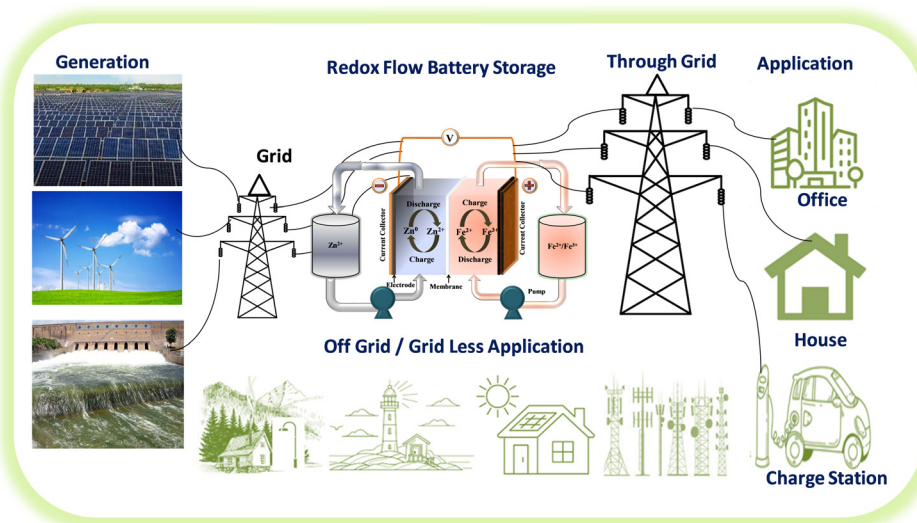 Generation
Redox Flow Battery Storage
Through Grid
Application
Grid
V
Discharge
Charge
Zn²⁺
Zn⁰ Zn²⁺
Fe²⁺ Fe³⁺
Fe²⁺/Fe³⁺
Charge
Discharge
Current Collector
Current Collector
Electrode
Membrane
Pump
Office
House
Off Grid / Grid Less Application
Charge Station